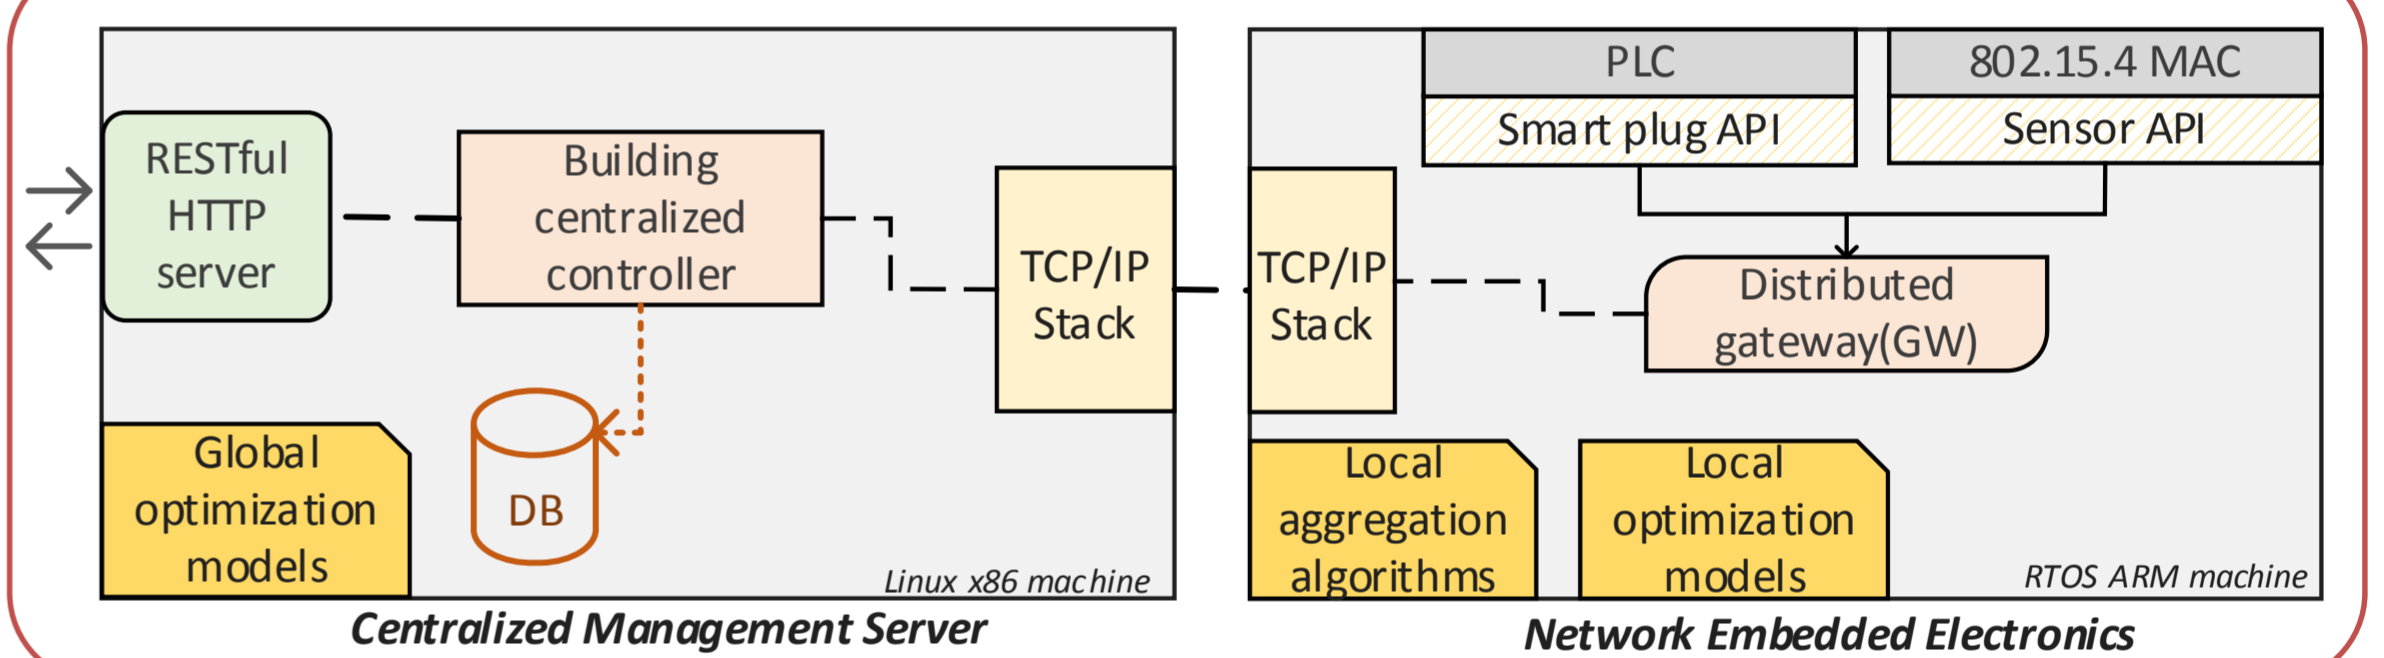 RESTful
HTTP
server
Building
centralized
controller
TCP/IP
Stack
Global
optimization
models
DB
Linux x86 machine
Centralized Management Server
PLC
Smart plug API
802.15.4 MAC
Sensor API
TCP/IP
Stack
Distributed
gateway(GW)
Local
aggregation
algorithms
Local
optimization
models
RTOS ARM machine
Network Embedded Electronics